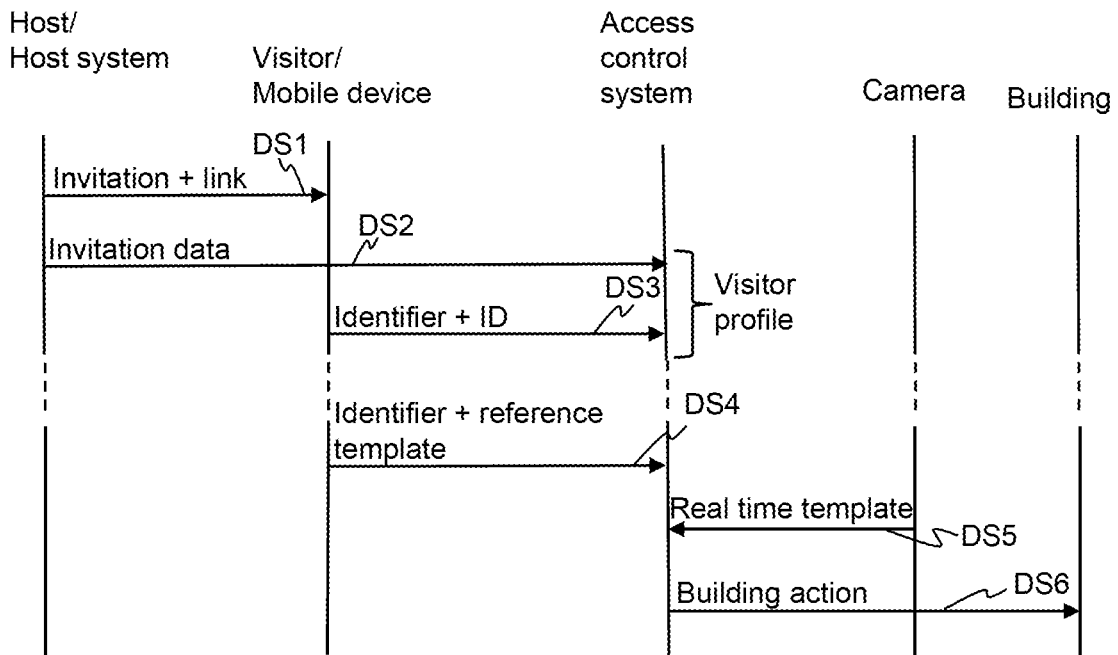 Host/
Host system
Visitor/
Mobile device
Access
control
system
Camera
Building
DS1
Invitation + link
DS2
Invitation data
DS3
Identifier + ID
Visitor
profile
DS4
Identifier + reference
template
Real time template
DS5
Building action
DS6